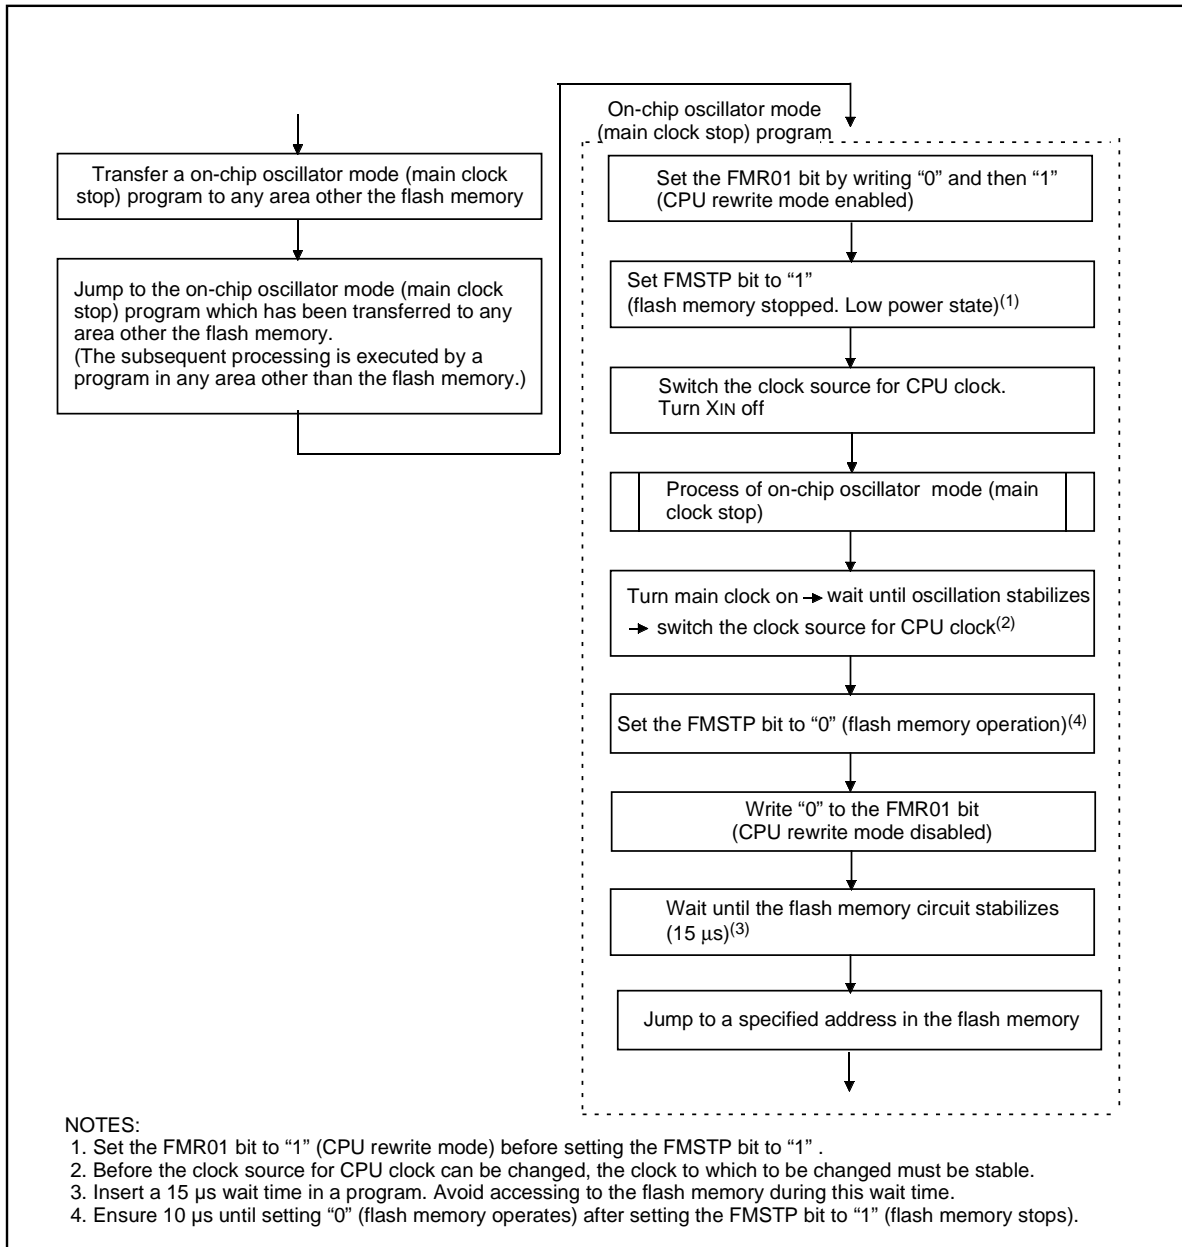 Transfer a on-chip oscillator mode (main clock
stop) program to any area other the flash memory
Jump to the on-chip oscillator mode (main clock
stop) program which has been transferred to any
area other the flash memory.
(The subsequent processing is executed by a
program in any area other than the flash memory.)
On-chip oscillator mode
(main clock stop) program
Set the FMR01 bit by writing “0” and then “1”
(CPU rewrite mode enabled)
Set FMSTP bit to “1”
(flash memory stopped. Low power state)(1)
Switch the clock source for CPU clock.
Turn XIN off
Process of on-chip oscillator mode (main
clock stop)
Turn main clock on → wait until oscillation stabilizes
→ switch the clock source for CPU clock(2)
Set the FMSTP bit to “0” (flash memory operation)(4)
Write “0” to the FMR01 bit
(CPU rewrite mode disabled)
Wait until the flash memory circuit stabilizes
(15 μs)(3)
Jump to a specified address in the flash memory
NOTES:
1. Set the FMR01 bit to “1” (CPU rewrite mode) before setting the FMSTP bit to “1” .
2. Before the clock source for CPU clock can be changed, the clock to which to be changed must be stable.
3. Insert a 15 μs wait time in a program. Avoid accessing to the flash memory during this wait time.
4. Ensure 10 μs until setting “0” (flash memory operates) after setting the FMSTP bit to “1” (flash memory stops).